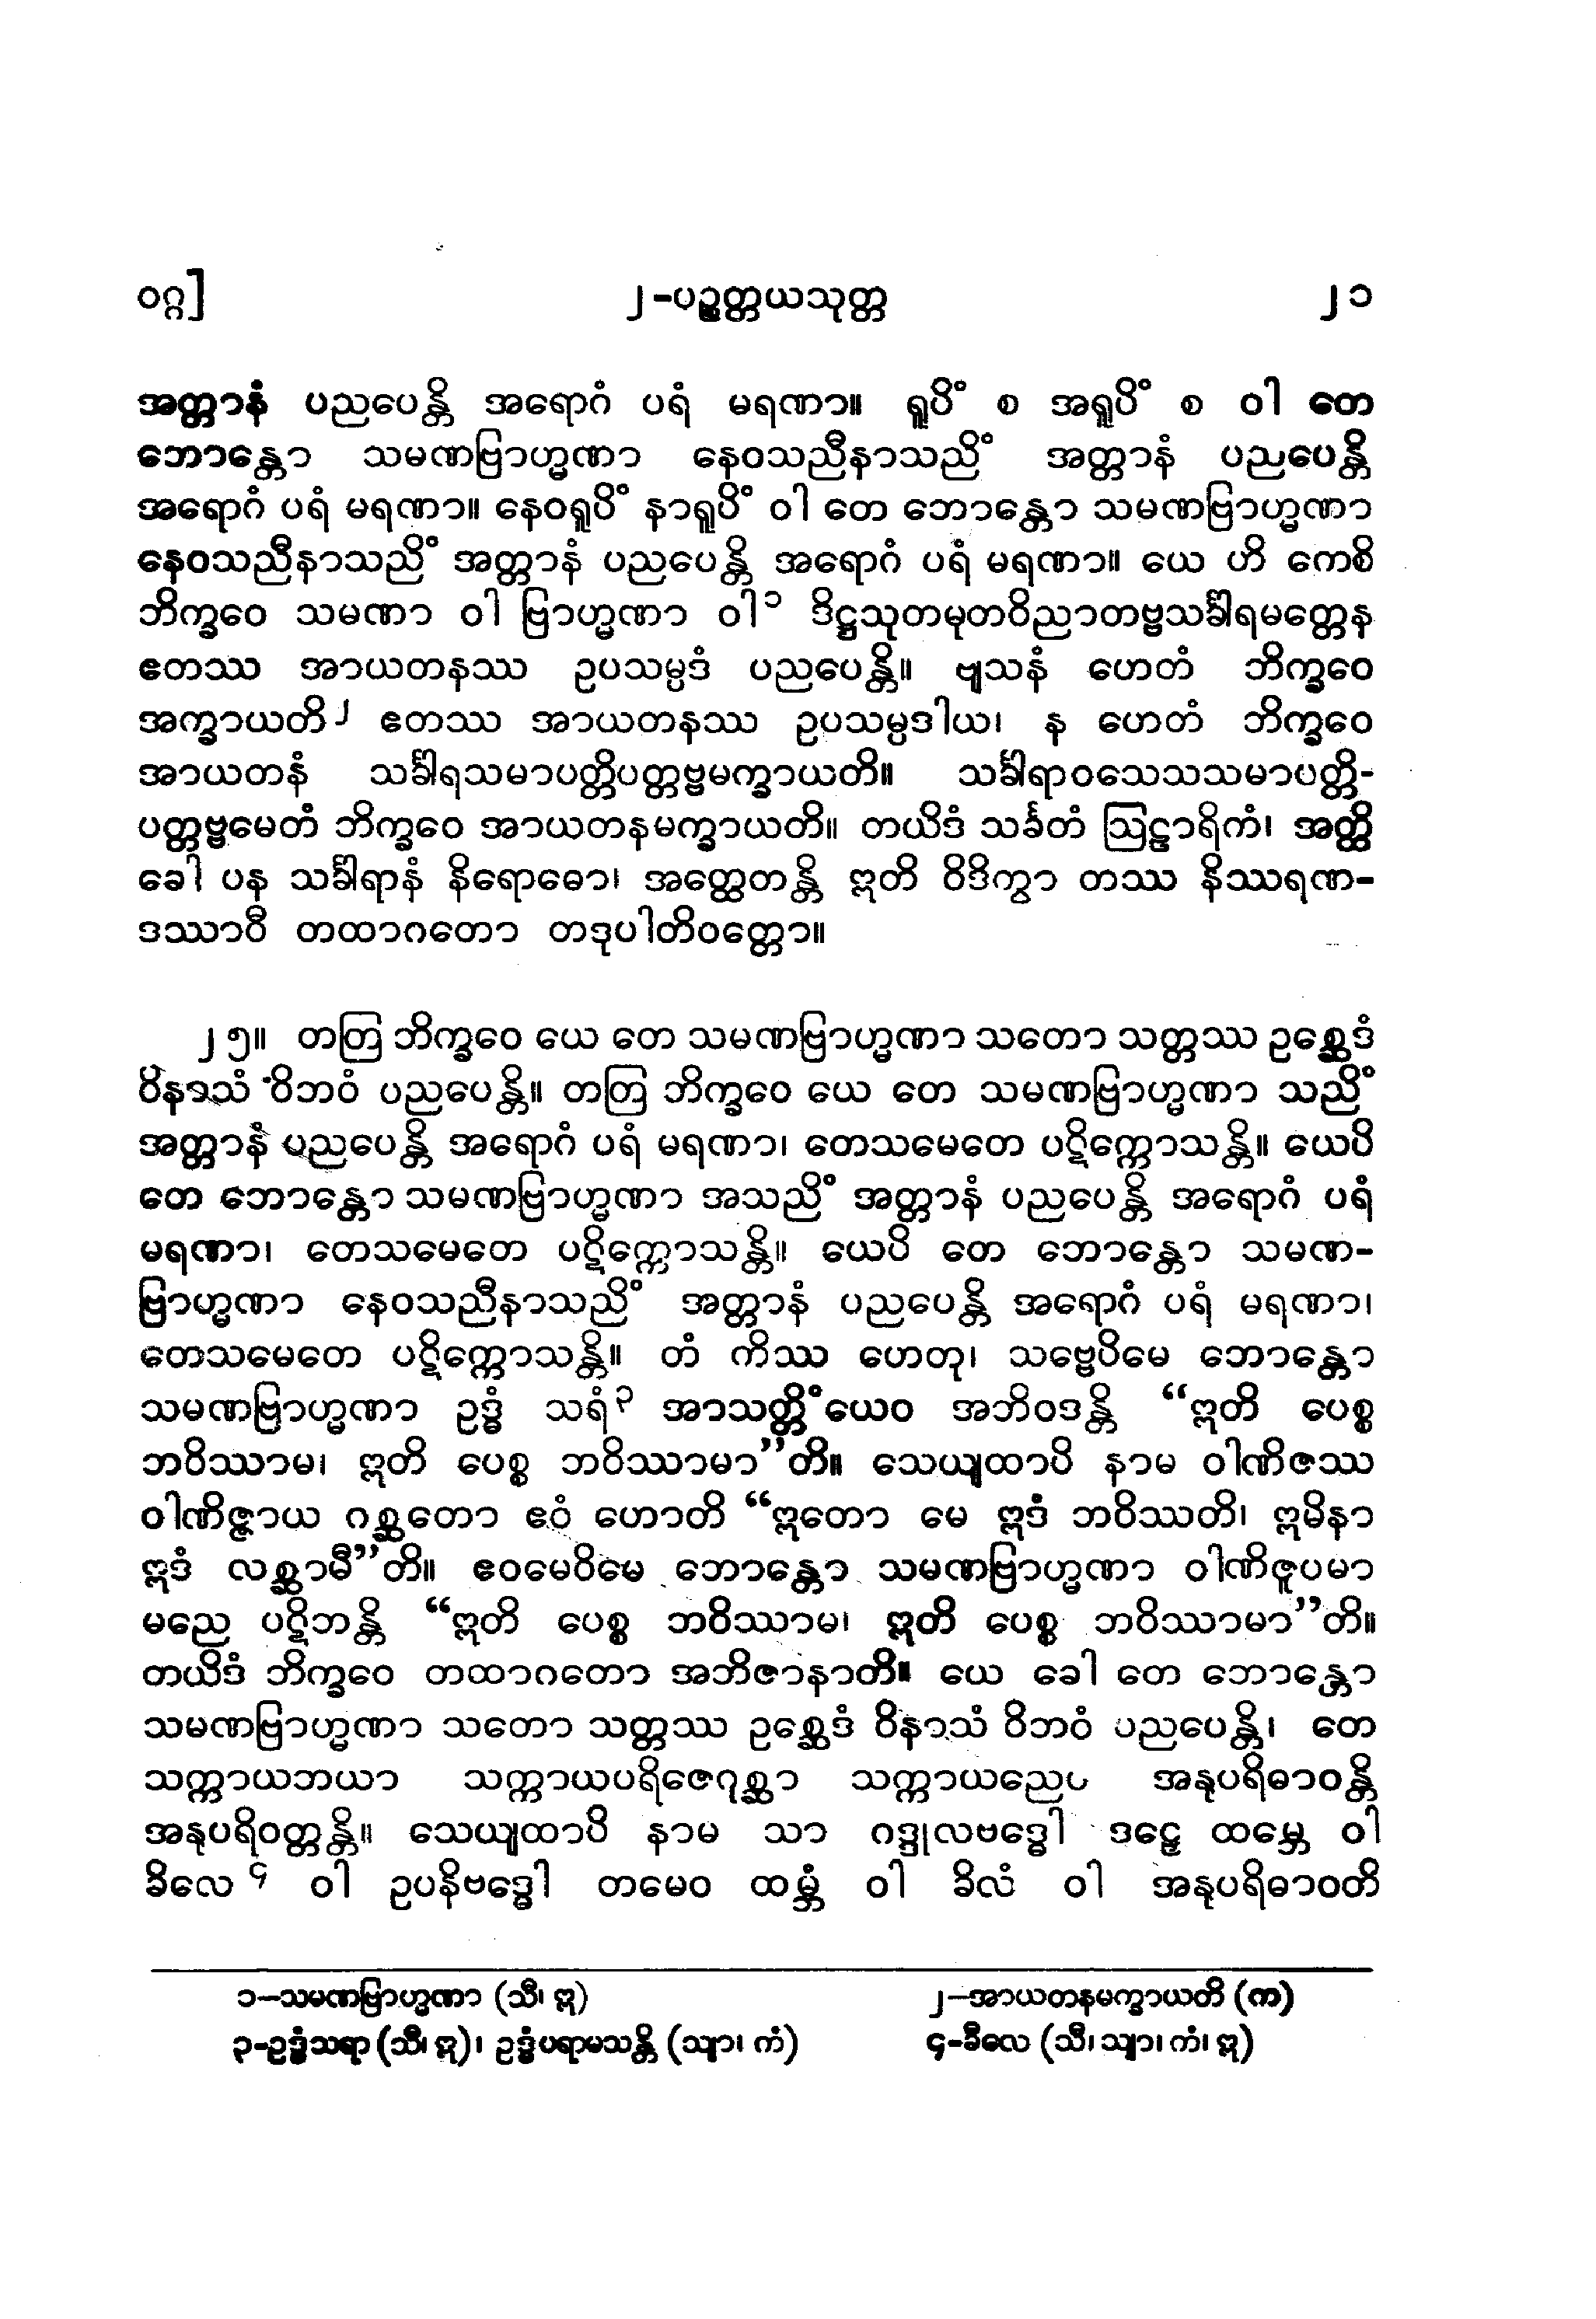 ဝဂ္ဂ] ၂-ပဉ္စတ္တယသုတ္တ ၂၁
အတ္တာနံ ပညပေန္တိ အရောဂံ ပရံ မရဏာ။ ရူပိံ စ အရူပိံ စ ဝါ တေ
ဘောန္တော သမဏဗြာဟ္မဏာ နေဝသညီနာသညိံ အတ္တာနံ ပညပေန္တိ
အရောဂံ ပရံ မရဏာ။ နေဝရူပိံ နာရူပိံ ဝါ တေ ဘောန္တော သမဏဗြာဟ္မဏာ
နေဝသညီနာသညိံ အတ္တာနံ ပညပေန္တိ အရောဂံ ပရံ မရဏာ။ ယေ ဟိ ကေစိ
ဘိက္ခဝေ သမဏာ ဝါ ဗြာဟ္မဏာ ဝါ၁ ဒိဋ္ဌသုတမုတဝိညာတဗ္ဗသင်္ခါရမတ္တေန
ဧတဿ အာယတနဿ ဥပသမ္ပဒံ ပညပေန္တိ။ ဗျသနံ ဟေတံ ဘိက္ခဝေ
အက္ခာယတိ၂ ဧတဿ အာယတနဿ ဥပသမ္ပဒါယ၊ န ဟေတံ ဘိက္ခဝေ
အာယတနံ သင်္ခါရသမာပတ္တိပတ္တဗ္ဗမက္ခာယတိ။ သင်္ခါရာဝသေသသမာပတ္တိ-
ပတ္တဗ္ဗမေတံ ဘိက္ခဝေ အာယတနမက္ခာယတိ။ တယိဒံ သင်္ခတံ ဩဠာရိကံ၊ အတ္ထိ
ခေါ ပန သင်္ခါရာနံ နိရောဓော၊ အတ္ထေတန္တိ ဣတိ ဝိဒိတွာ တဿ နိဿရဏ-
ဒဿာဝီ တထာဂတော တဒုပါတိဝတ္တော။
၂၅။ တတြ ဘိက္ခဝေ ယေ တေ သမဏဗြာဟ္မဏာ သတော သတ္တဿ ဥစ္ဆေဒံ
ဝိနာသံ ဝိဘဝံ ပညပေန္တိ။ တတြ ဘိက္ခဝေ ယေ တေ သမဏဗြာဟ္မဏာ သညိံ
အတ္တာနံ ပညပေန္တိ အရောဂံ ပရံ မရဏာ၊ တေသမေတေ ပဋိက္ကောသန္တိ။ ယေပိ
တေ ဘောန္တော သမဏဗြာဟ္မဏာ အသညိံ အတ္တာနံ ပညပေန္တိ အရောဂံ ပရံ
မရဏာ၊ တေသမေတေ ပဋိက္ကောသန္တိ။ ယေပိ တေ ဘောန္တော သမဏ-
ဗြာဟ္မဏာ နေဝသညီနာသညိံ အတ္တာနံ ပညပေန္တိ အရောဂံ ပရံ မရဏာ၊
တေသမေတေ ပဋိက္ကောသန္တိ။ တံ ကိဿ ဟေတု၊ သဗ္ဗေပိမေ ဘောန္တော
သမဏဗြာဟ္မဏာ ဥဒ္ဓံ သရံ၃ အာသတ္တိံယေဝ အဘိဝဒန္တိ “ဣတိ ပေစ္စ
ဘဝိဿာမ၊ ဣတိ ပေစ္စ ဘဝိဿာမာ”တိ။ သေယျထာပိ နာမ ဝါဏိဇဿ
ဝါဏိဇ္ဇာယ ဂစ္ဆတော ဧဝံ ဟောတိ “ဣတော မေ ဣဒံ ဘဝိဿတိ၊ ဣမိနာ
ဣဒံ လစ္ဆာမီ”တိ။ ဧဝမေဝိမေ ဘောန္တော သမဏဗြာဟ္မဏာ ဝါဏိဇူပမာ
မညေ ပဋိဘန္တိ “ဣတိ ပေစ္စ ဘဝိဿာမ၊ ဣတိ ပေစ္စ ဘဝိဿာမာ”တိ။
တယိဒံ ဘိက္ခဝေ တထာဂတော အဘိဇာနာတိ။ ယေ ခေါ တေ ဘောန္တော
သမဏဗြာဟ္မဏာ သတော သတ္တဿ ဥစ္ဆေဒံ ဝိနာသံ ဝိဘဝံ ပညပေန္တိ၊ တေ
သက္ကာယဘယာ သက္ကာယပရိဇေဂုစ္ဆာ သက္ကာယညေဝ အနုပရိဓာဝန္တိ
အနုပရိဝတ္တန္တိ။ သေယျထာပိ နာမ သာ ဂဒ္ဒုလဗဒ္ဓေါ ဒဠှေ ထမ္ဘေ ဝါ
ခိလေ၄ ဝါ ဥပနိဗဒ္ဓေါ တမေဝ ထမ္ဘံ ဝါ ခိလံ ဝါ အနုပရိဓာဝတိ
၁–သမဏဗြာဟ္မဏာ (သီ၊ ဣ) ၂–အာယတနမက္ခာယတိ (က)
၃-ဥဒ္ဓံသရာ (သီ၊ ဣ)၊ ဥဒ္ဓံပရာမသန္တိ (သျာ၊ ကံ) ၄-ခီလေ (သီ၊ သျာ၊ ကံ၊ ဣ)